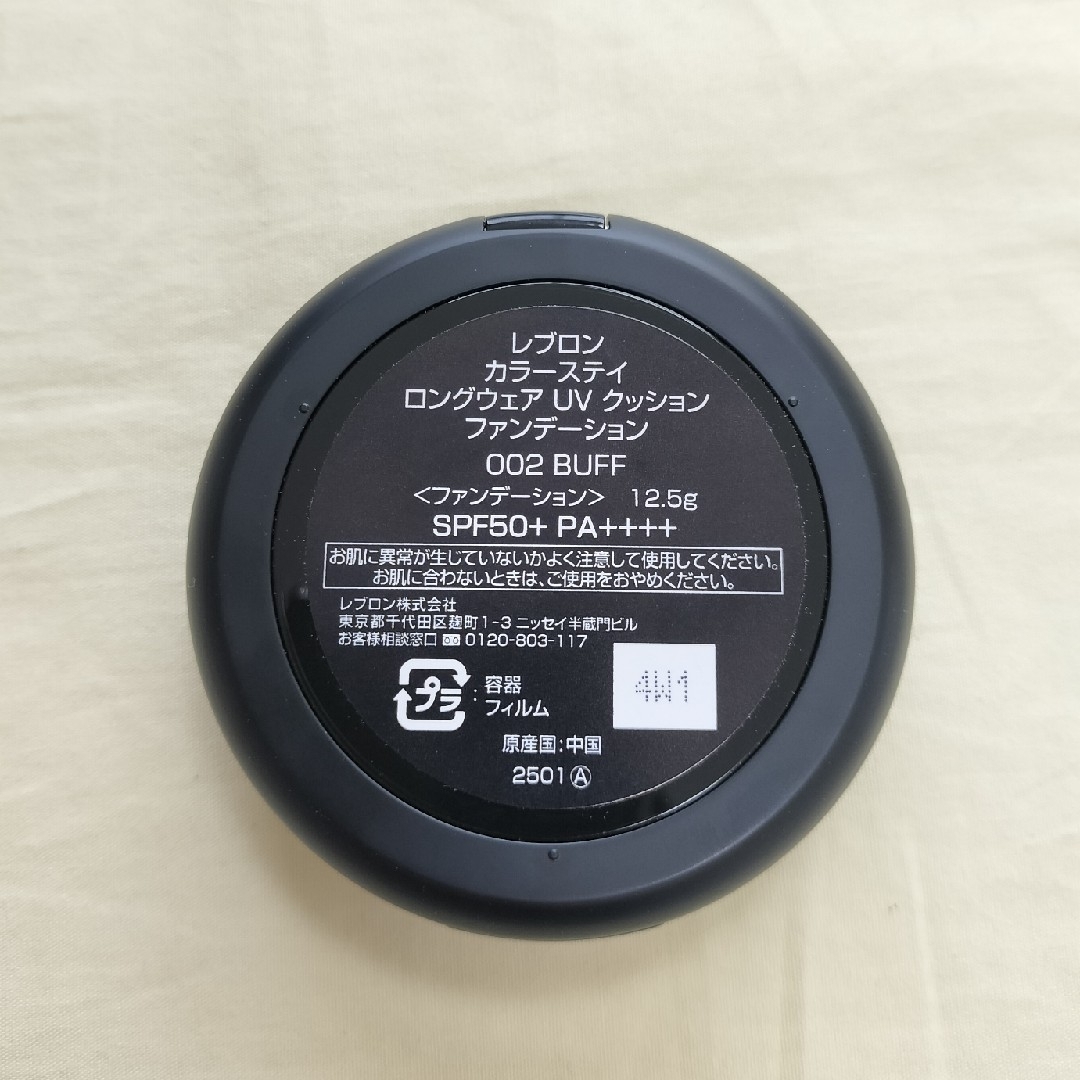 レブロン
カラーステイ
ロングウェア UV クッション
ファンデーション
002 BUFF
<ファンデーション> 12.5g
SPF50+ PA++++
お肌に異常が生じていないかよく注意して使用してください。
お肌に合わないときは、ご使用をおやめください。
レブロン株式会社
東京都千代田区麹町1-3 ニッセイ半蔵門ビル
お客様相談窓口 0120-803-117
プラ : 容器
フィルム
4W1
原産国:中国
2501Ⓐ